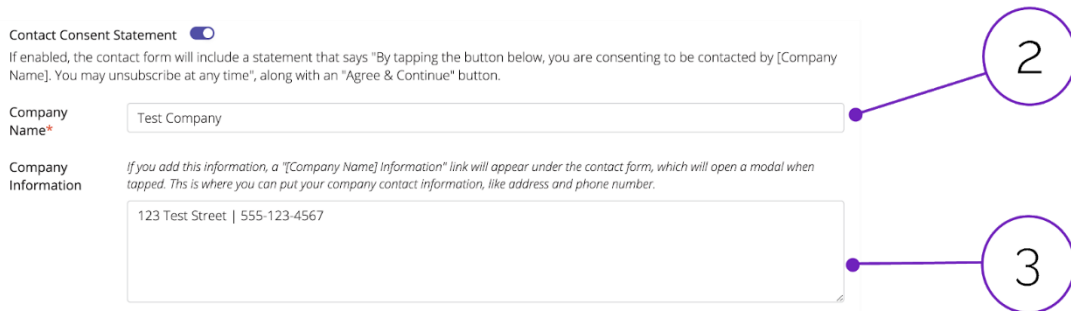 Contact Consent Statement
If enabled, the contact form will include a statement that says "By tapping the button below, you are consenting to be contacted by [Company
Name]. You may unsubscribe at any time", along with an "Agree & Continue" button.
2
Company
Name*
Test Company
Company
Information
If you add this information, a "[Company Name] Information" link will appear under the contact form, which will open a modal when
tapped. Ths is where you can put your company contact information, like address and phone number.
123 Test Street | 555-123-4567
3